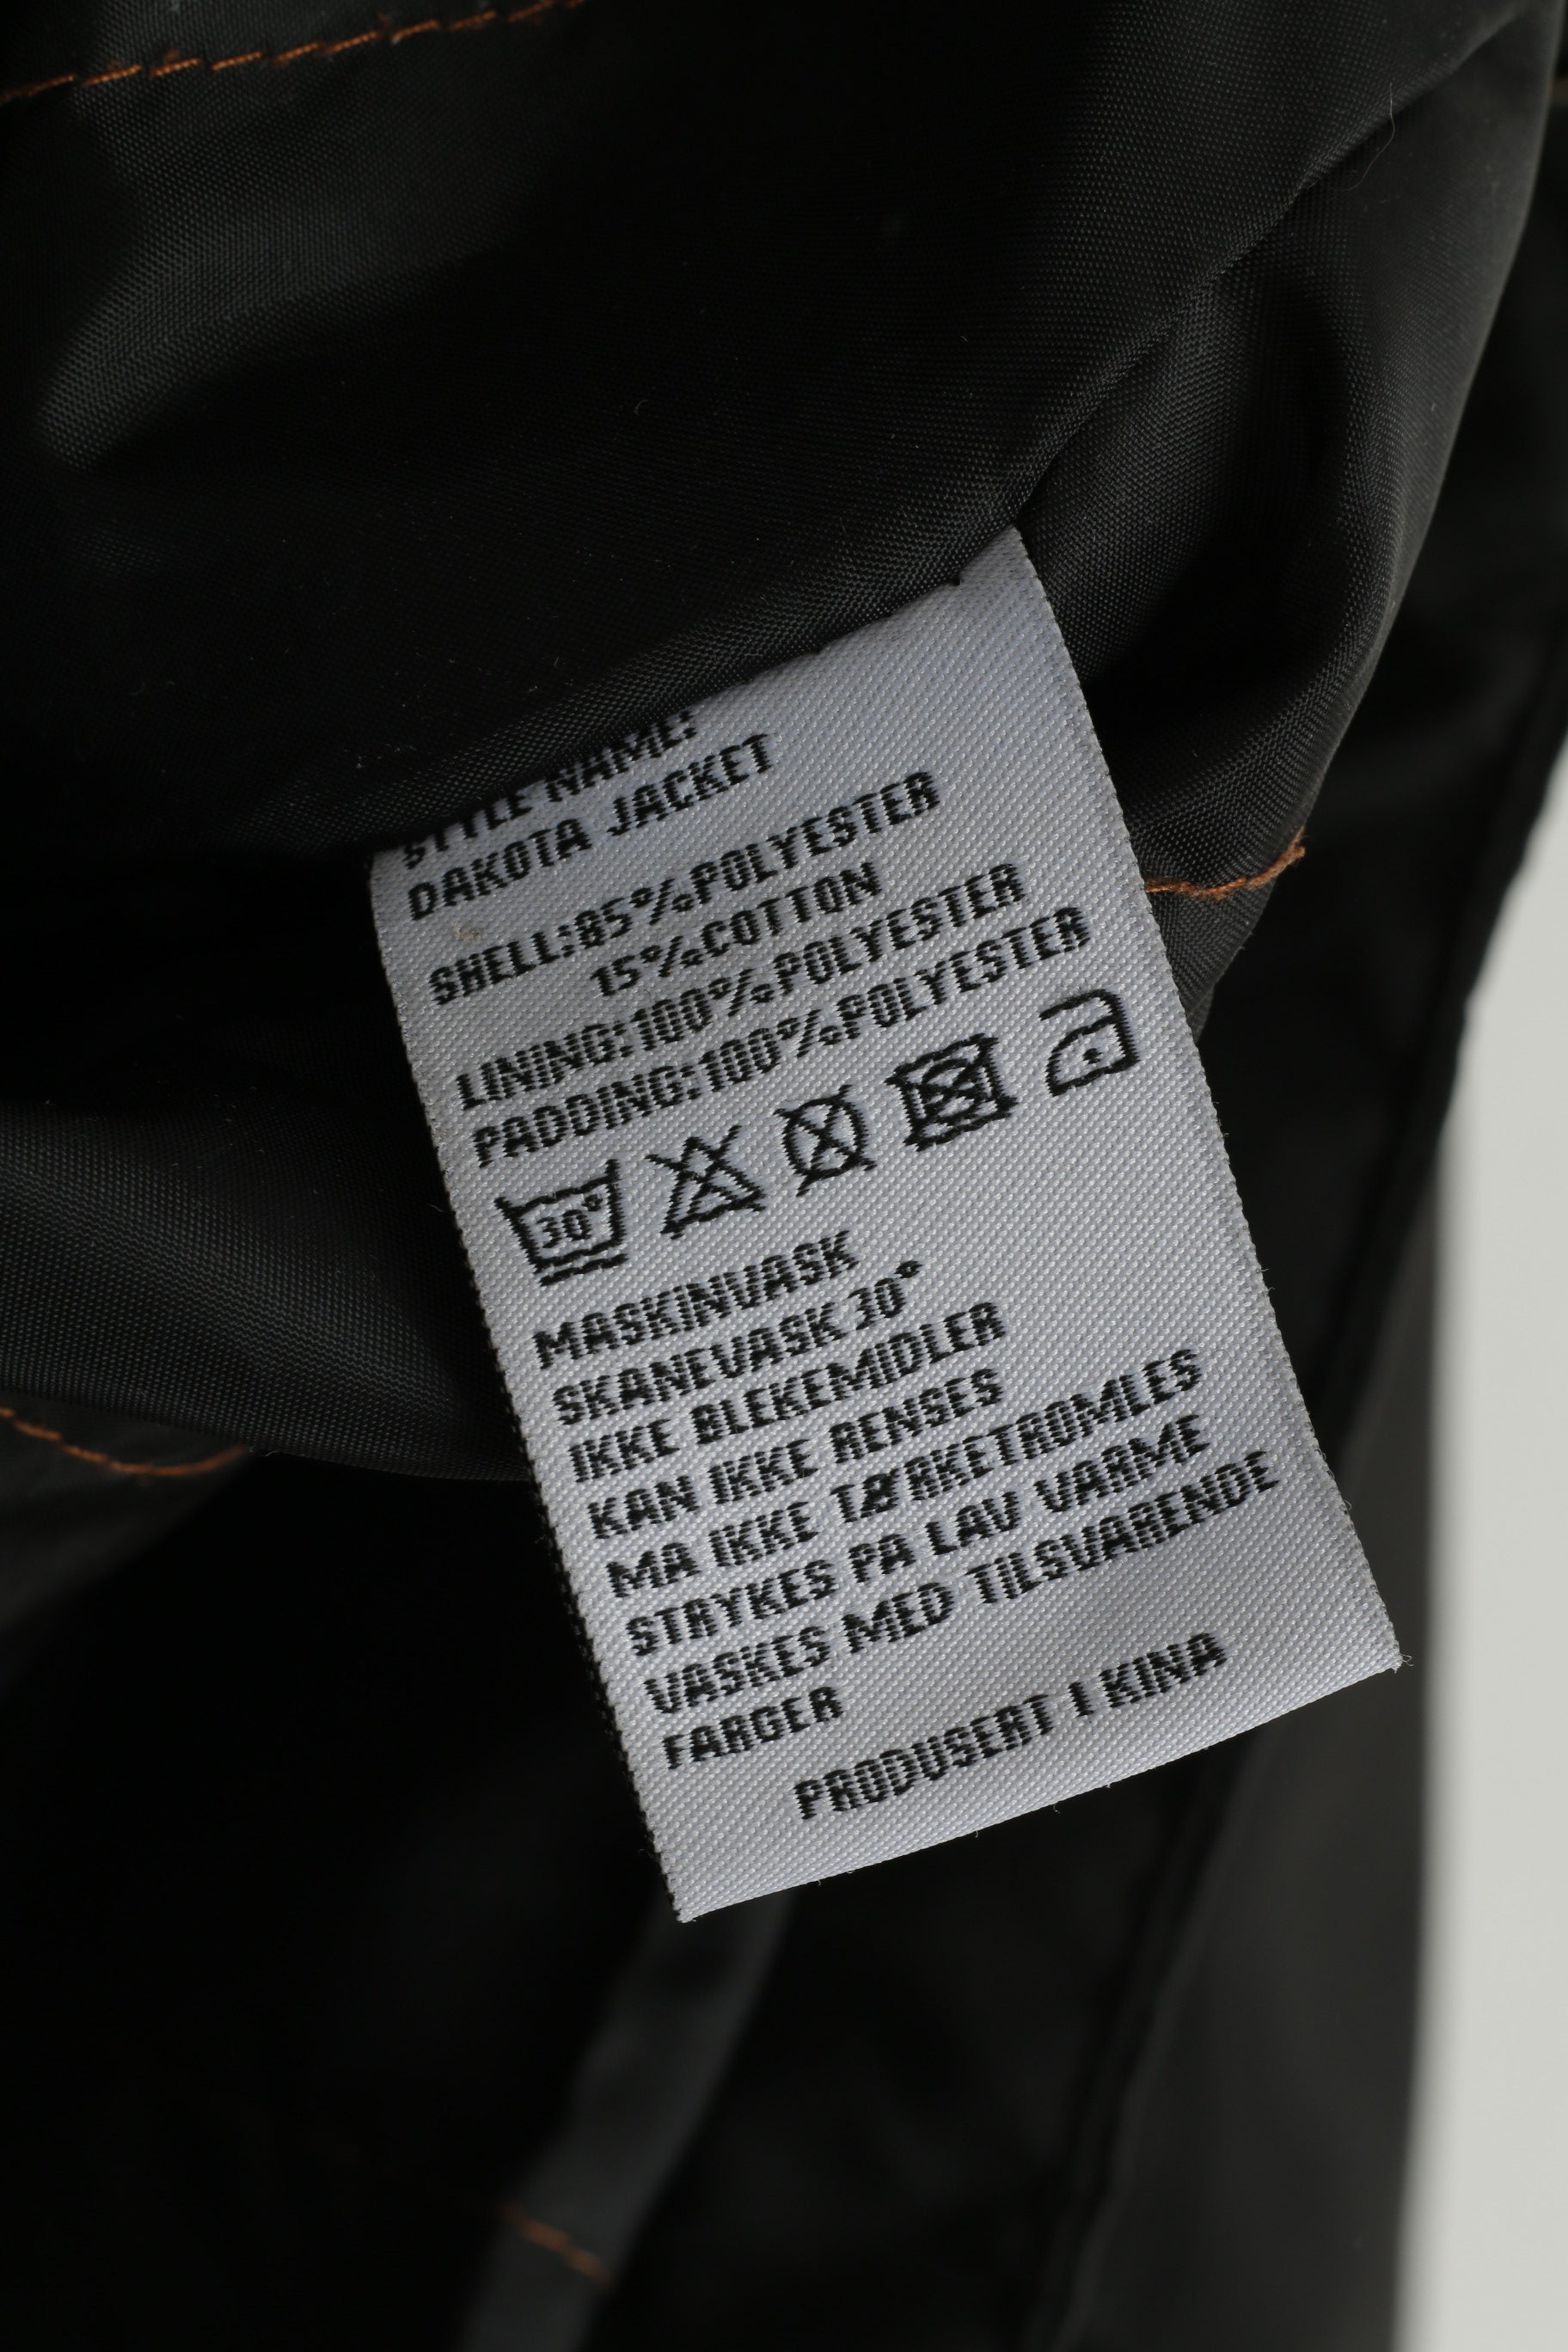 STYLE NAME:
DAKOTA JACKET
SHELL:85%POLYESTER
15%COTTON
LINING:100%POLYESTER
PADDING:100%POLYESTER
30°
MASKINVASK
SKANEVASK 30°
IKKE BLEKEMIDLER
KAN IKKE RENSES
MA IKKE TØRKETROMLES
STRYKES PA LAV VARME
VASKES MED TILSVARENDE
FARGER
PRODUSERT I KINA